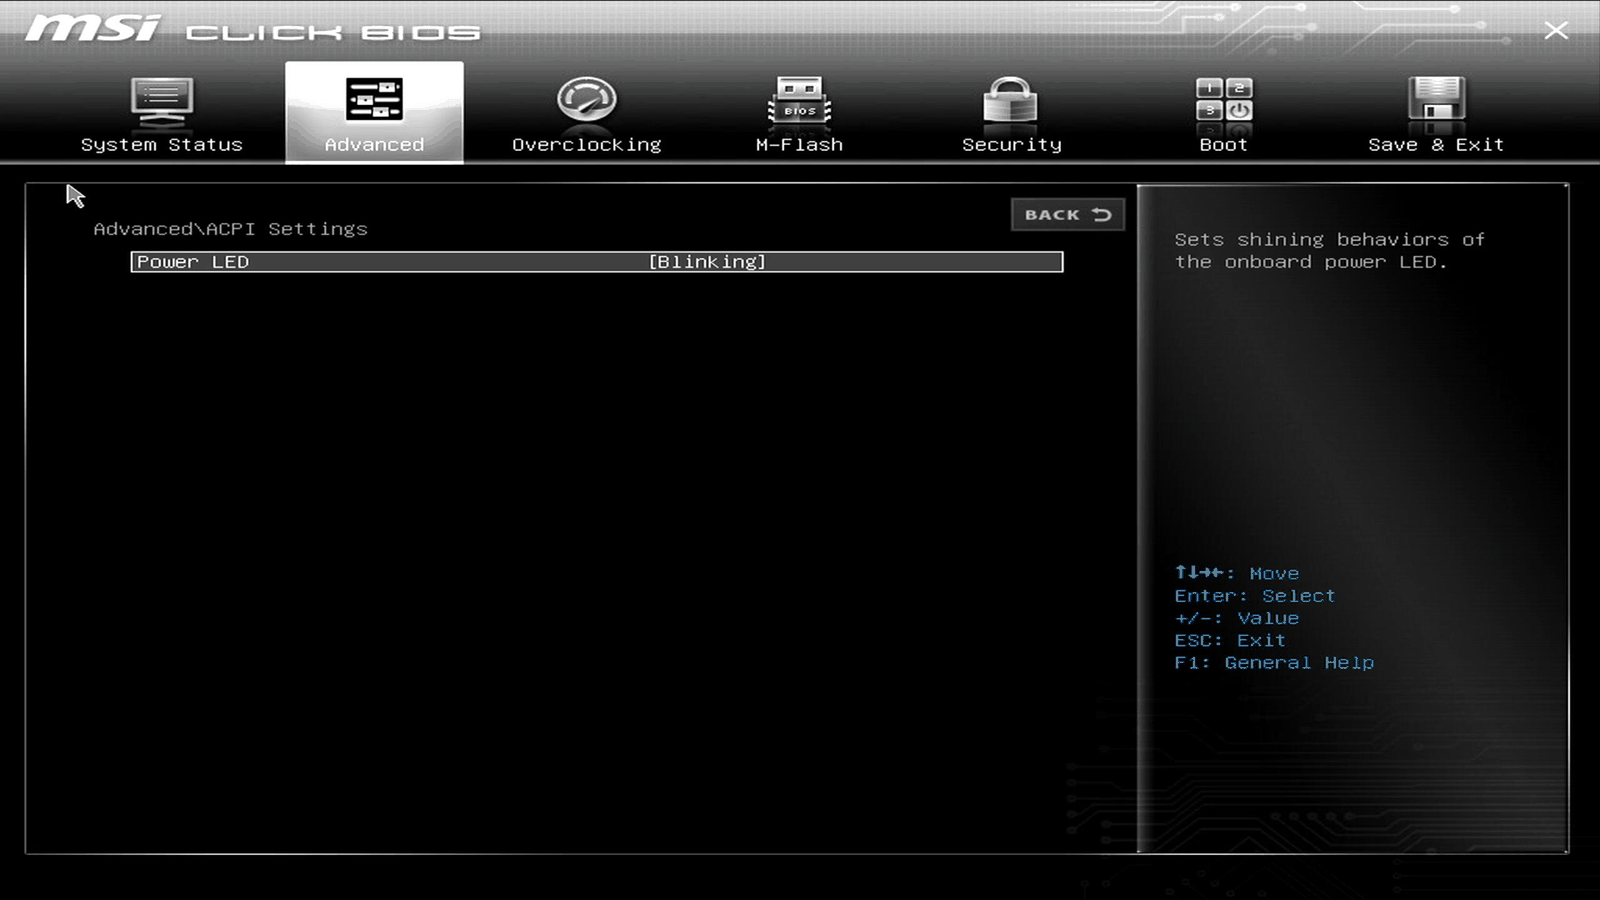 msi CLICK BIOS
System Status
Advanced
Overclocking
BIOS
M-Flash
Security
1 2
3
Boot
Save & Exit
BACK
Advanced\ACPI Settings
Power LED [Blinking]
Sets shining behaviors of
the onboard power LED.
↑↓→←: Move
Enter: Select
+/-: Value
ESC: Exit
F1: General Help